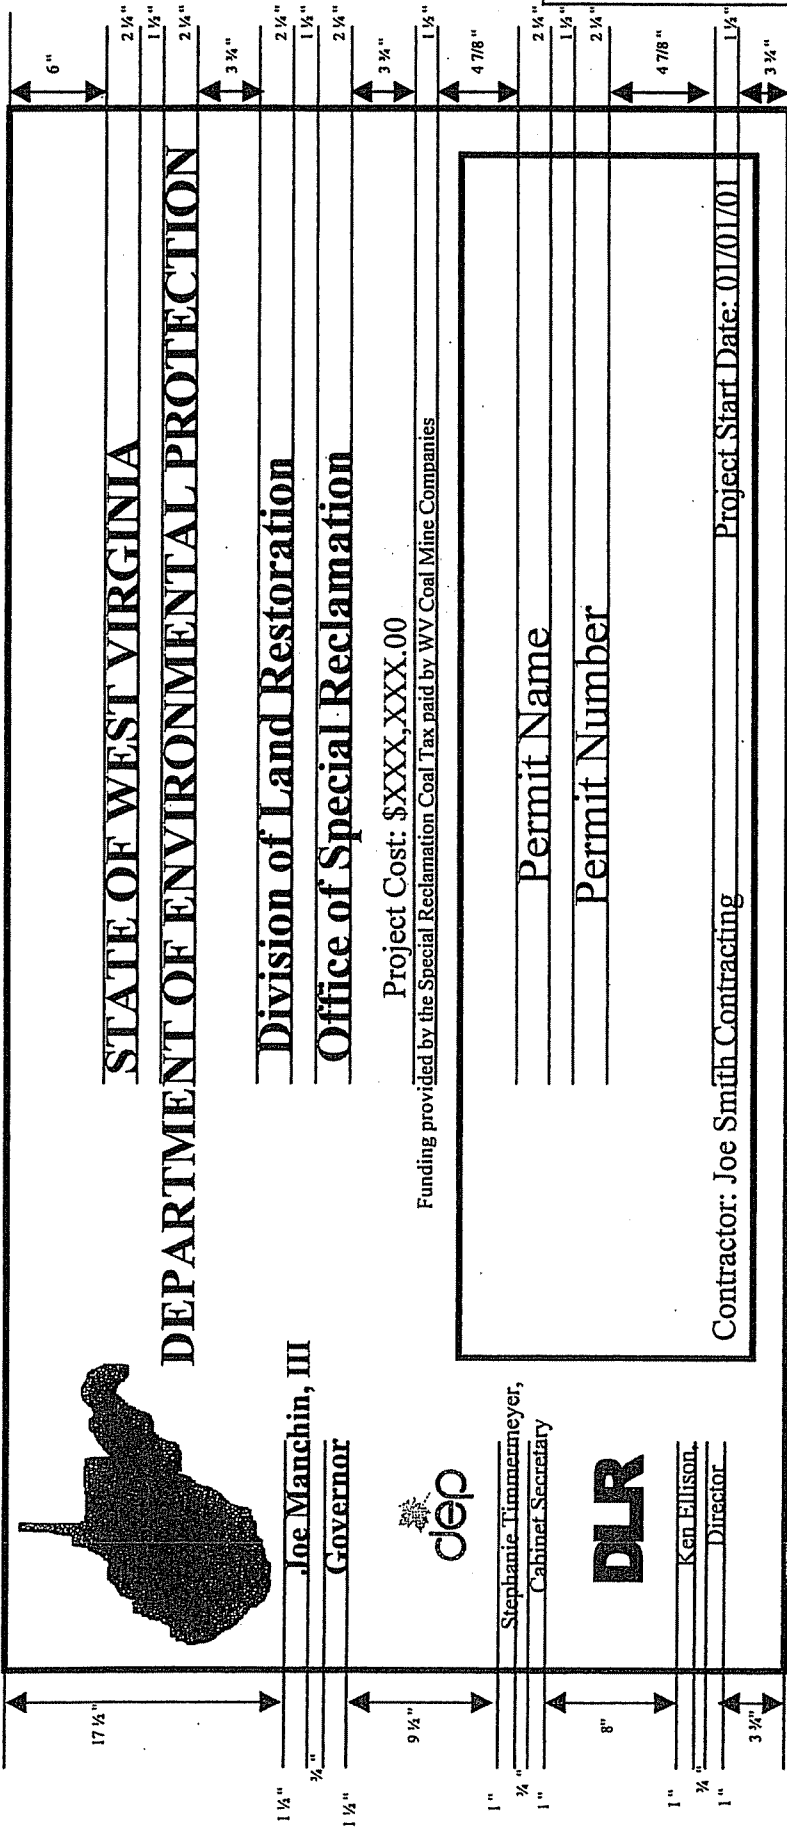 STATE OF WEST VIRGINIA
DEPARTMENT OF ENVIRONMENTAL PROTECTION
Division of Land Restoration
Office of Special Reclamation
Project Cost: $XXX,XXX.00
Funding provided by the Special Reclamation Coal Tax paid by WV Coal Mine Companies
Permit Name
Permit Number
Contractor: Joe Smith Contracting
Project Start Date: 01/01/01
Joe Manchin, III
Governor
dep
Stephanie Timmermeyer,
Cabinet Secretary
DLR
Ken Ellison,
Director
17 ½"
1 ½"
¾"
1 ½"
9 ½"
1"
¾"
1"
8"
1"
¾"
1"
3 ¾"
6"
2 ¼"
1 ½"
2 ¼"
3 ¾"
2 ¼"
1 ½"
2 ¼"
3 ¾"
1 ½"
4 7/8"
2 ¼"
1 ½"
2 ¼"
4 7/8"
1 ½"
3 ¾"